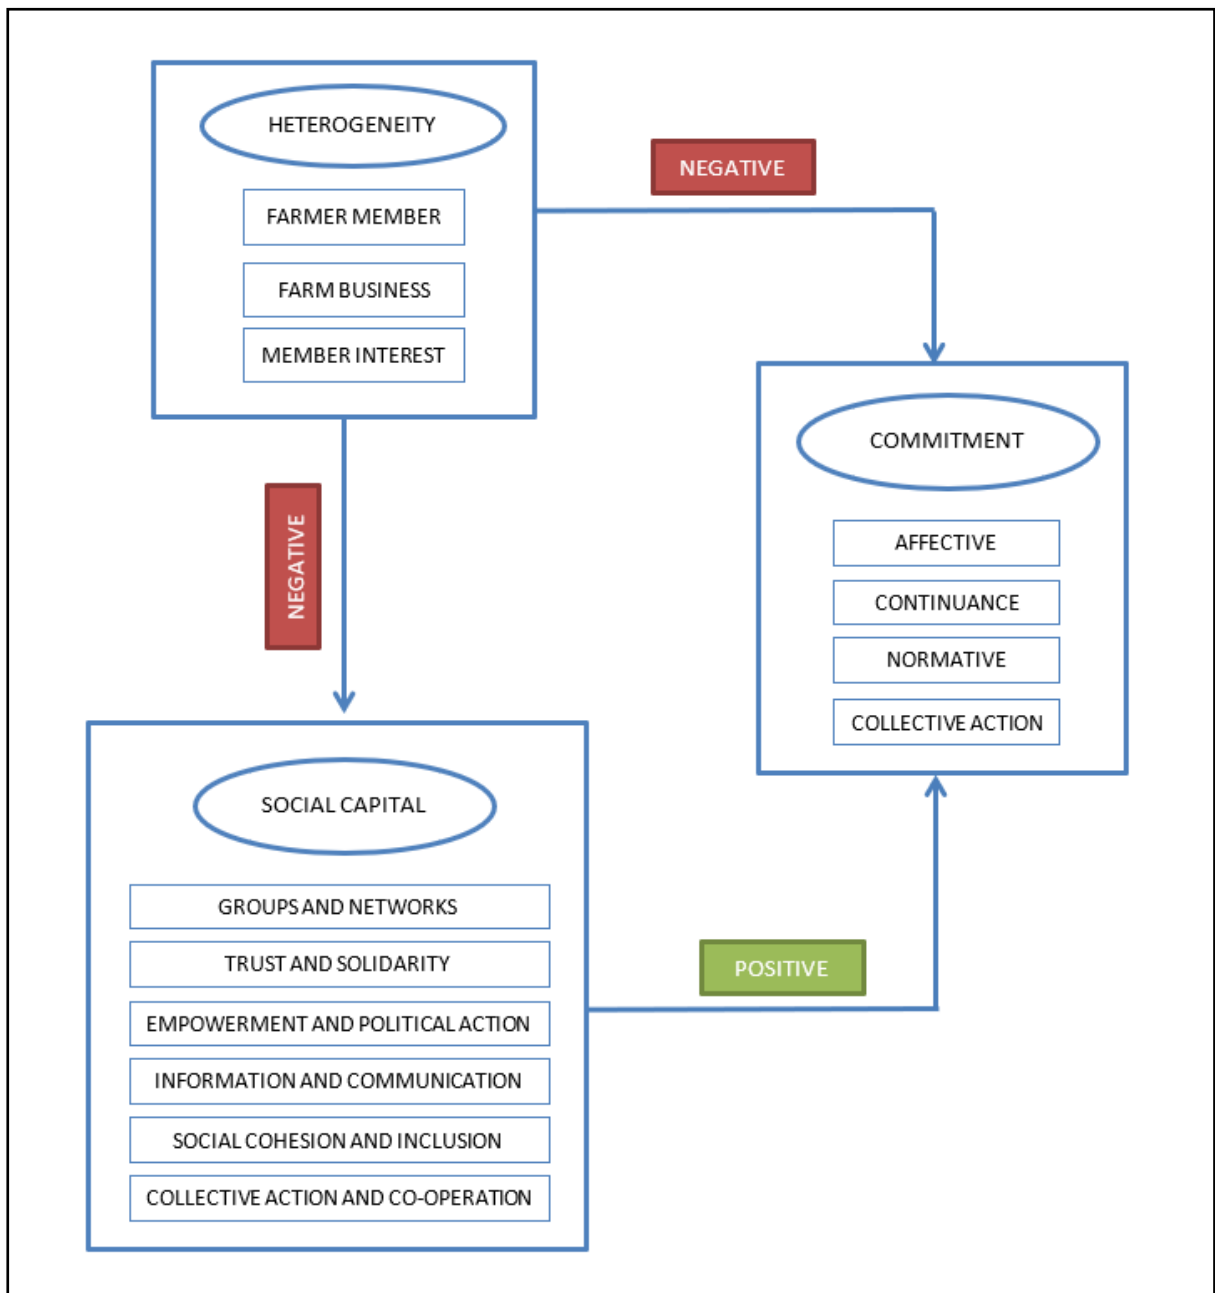 HETEROGENEITY
FARMER MEMBER
FARM BUSINESS
MEMBER INTEREST
NEGATIVE
COMMITMENT
AFFECTIVE
CONTINUANCE
NORMATIVE
COLLECTIVE ACTION
NEGATIVE
SOCIAL CAPITAL
GROUPS AND NETWORKS
TRUST AND SOLIDARITY
EMPOWERMENT AND POLITICAL ACTION
INFORMATION AND COMMUNICATION
SOCIAL COHESION AND INCLUSION
COLLECTIVE ACTION AND CO-OPERATION
POSITIVE